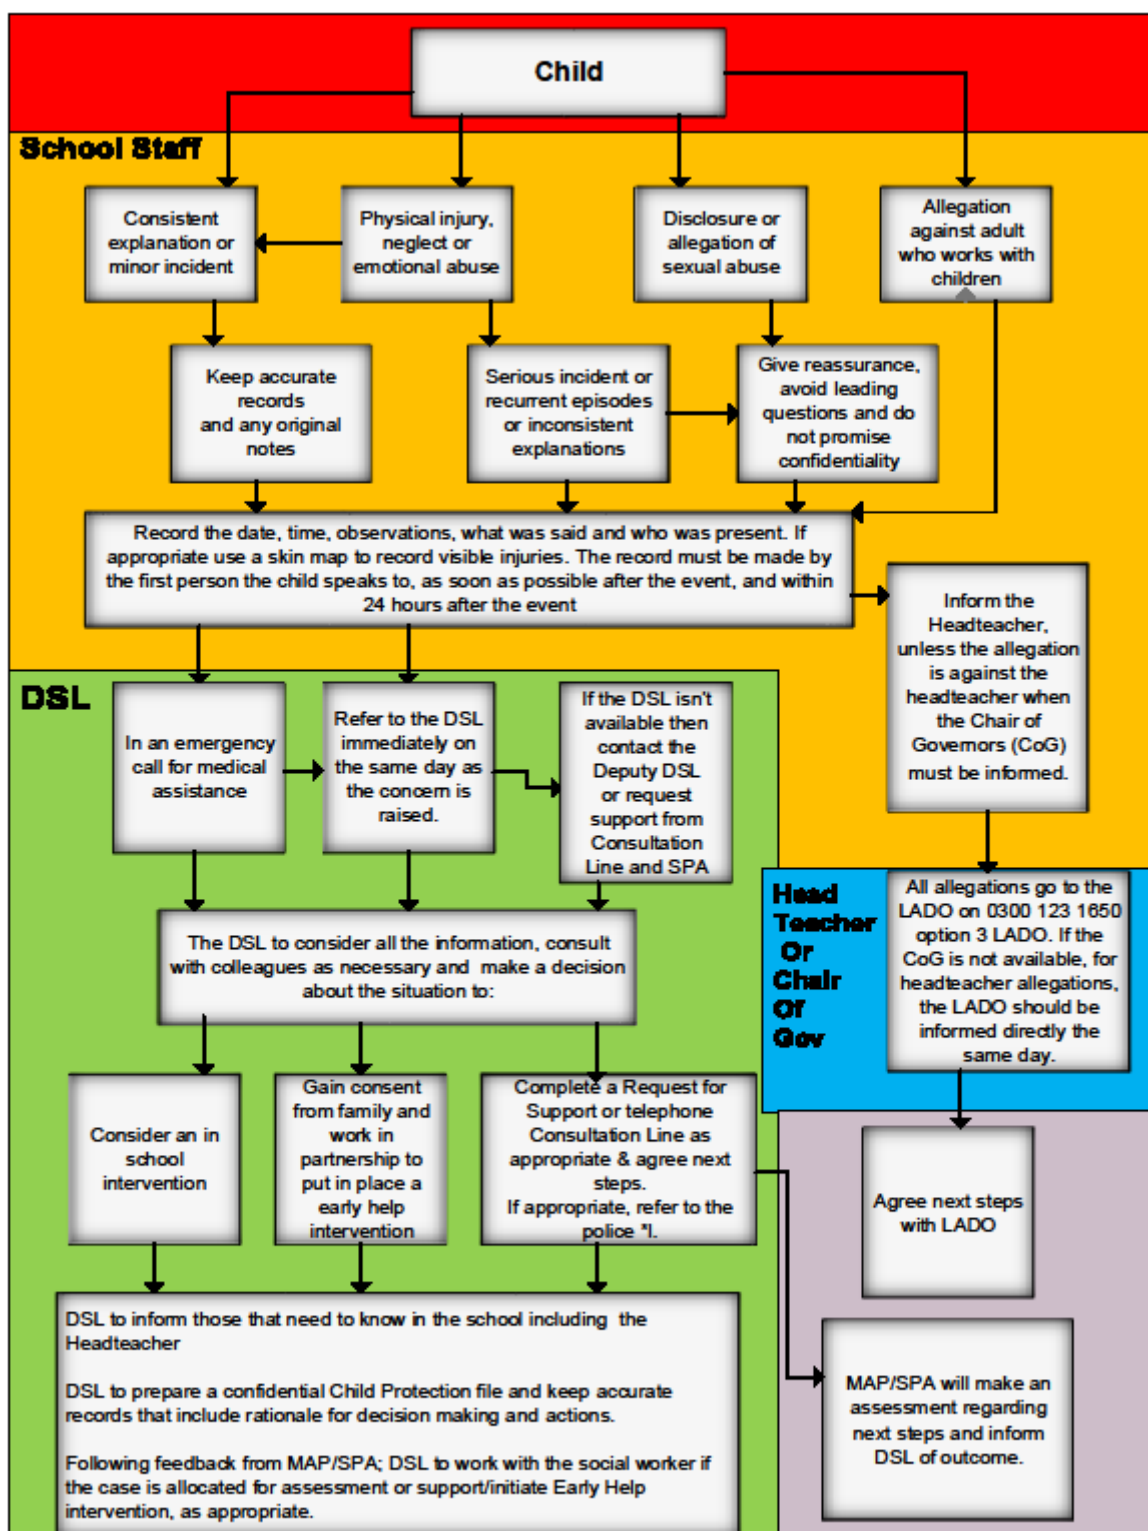 Child
School Staff
Consistent
explanation or
minor incident
Physical injury,
neglect or
emotional abuse
Disclosure or
allegation of
sexual abuse
Allegation
against adult
who works with
children
Keep accurate
records
and any original
notes
Serious incident or
recurrent episodes
or inconsistent
explanations
Give reassurance,
avoid leading
questions and do
not promise
confidentiality
Record the date, time, observations, what was said and who was present. If
appropriate use a skin map to record visible injuries. The record must be made by
the first person the child speaks to, as soon as possible after the event, and within
24 hours after the event
Inform the
Headteacher,
unless the allegation
is against the
headteacher when
the Chair of
Governors (CoG)
must be informed.
DSL
In an emergency
call for medical
assistance
Refer to the DSL
immediately on
the same day as
the concern is
raised.
If the DSL isn't
available then
contact the
Deputy DSL
or request
support from
Consultation
Line and SPA
Head
Teacher
Or
Chair
Of
Gov
All allegations go to the
LADO on 0300 123 1650
option 3 LADO. If the
CoG is not available, for
headteacher allegations,
the LADO should be
informed directly the
same day.
The DSL to consider all the information, consult
with colleagues as necessary and make a decision
about the situation to:
Consider an in
school
intervention
Gain consent
from family and
work in
partnership to
put in place a
early help
intervention
Complete a Request for
Support or telephone
Consultation Line as
appropriate & agree next
steps.
If appropriate, refer to the
police *I.
Agree next steps
with LADO
DSL to inform those that need to know in the school including the
Headteacher
DSL to prepare a confidential Child Protection file and keep accurate
records that include rationale for decision making and actions.
Following feedback from MAP/SPA; DSL to work with the social worker if
the case is allocated for assessment or support/initiate Early Help
intervention, as appropriate.
MAP/SPA will make an
assessment regarding
next steps and inform
DSL of outcome.